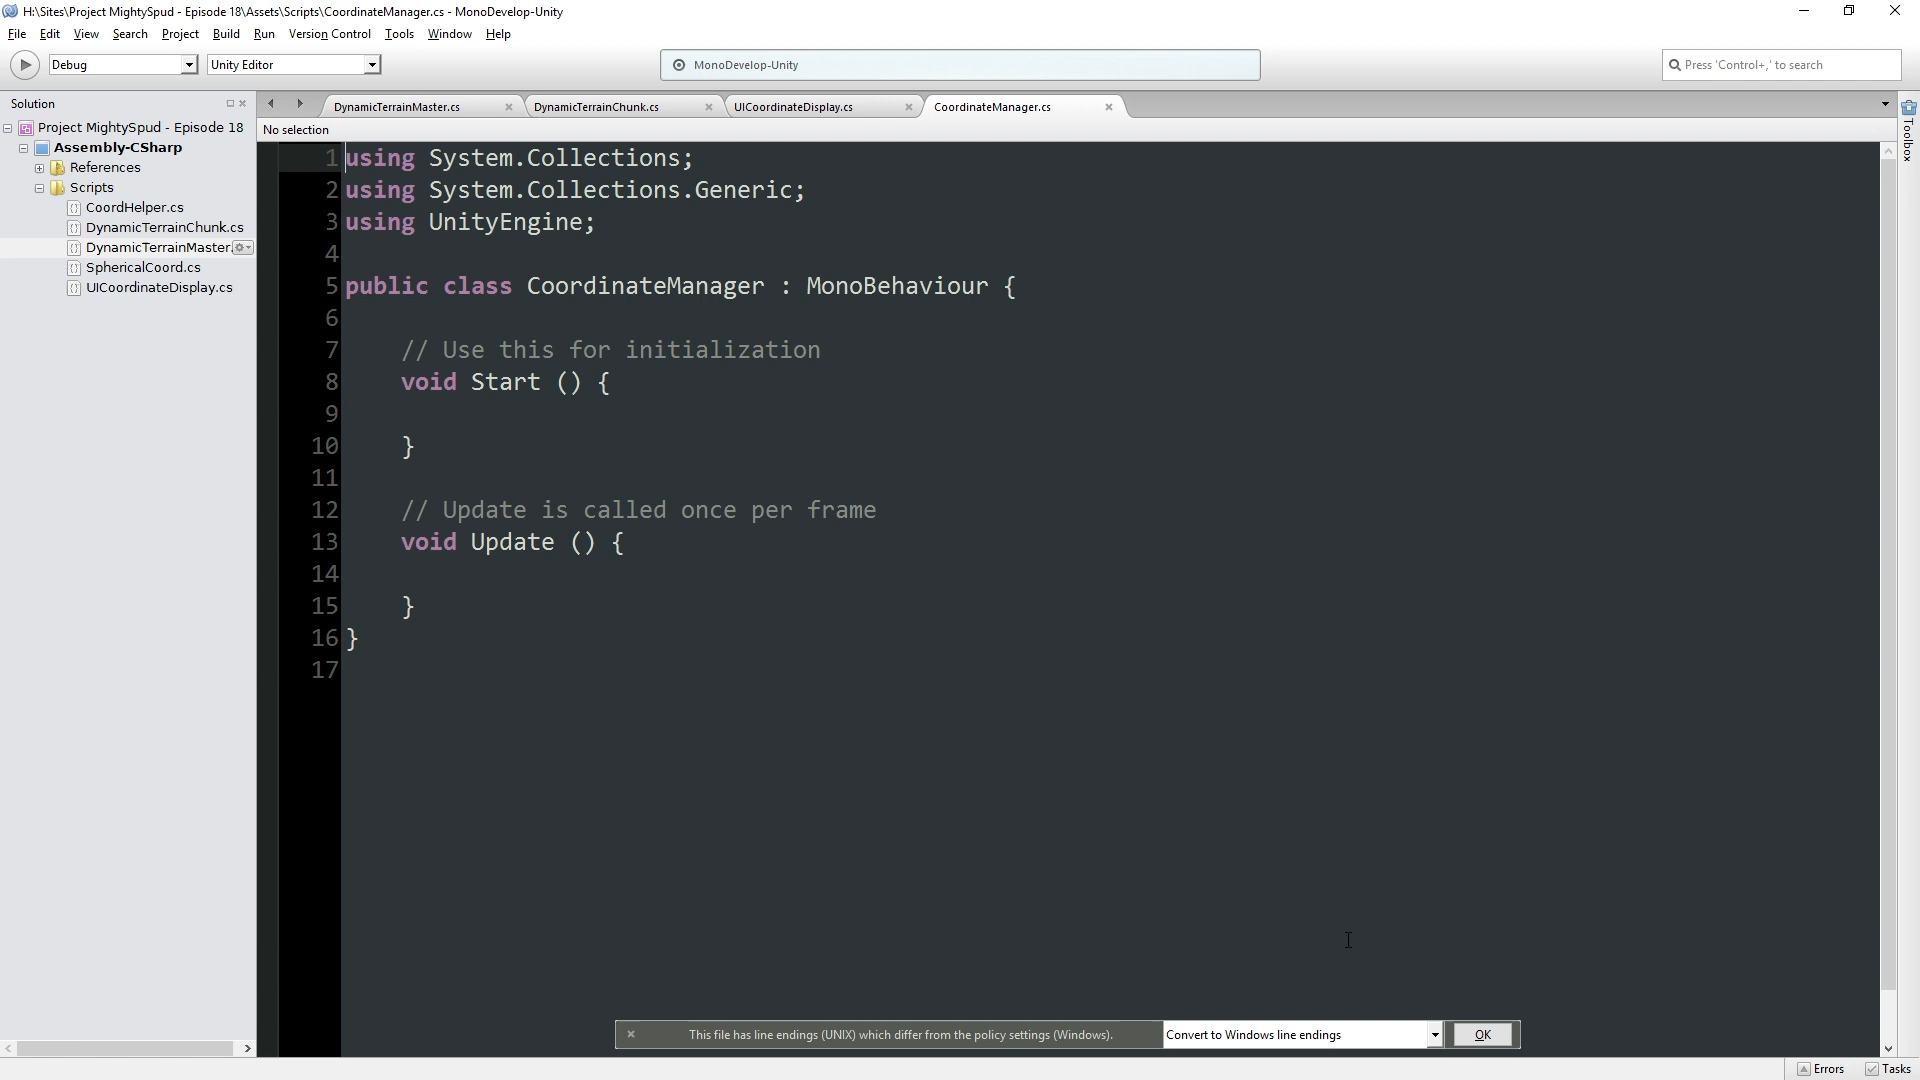 H:\Sites\Project MightySpud - Episode 18\Assets\Scripts\CoordinateManager.cs - MonoDevelop-Unity
File Edit View Search Project Build Run Version Control Tools Window Help
Debug Unity Editor MonoDevelop-Unity Press 'Control+,' to search
Solution
DynamicTerrainMaster.cs DynamicTerrainChunk.cs UICoordinateDisplay.cs CoordinateManager.cs
Toolbox
No selection
Project MightySpud - Episode 18
Assembly-CSharp
References
Scripts
CoordHelper.cs
DynamicTerrainChunk.cs
DynamicTerrainMaster.
SphericalCoord.cs
UICoordinateDisplay.cs
1 using System.Collections;
2 using System.Collections.Generic;
3 using UnityEngine;
4
5 public class CoordinateManager : MonoBehaviour {
6
7 // Use this for initialization
8 void Start () {
9
10 }
11
12 // Update is called once per frame
13 void Update () {
14
15 }
16 }
17
This file has line endings (UNIX) which differ from the policy settings (Windows). Convert to Windows line endings OK
Errors Tasks